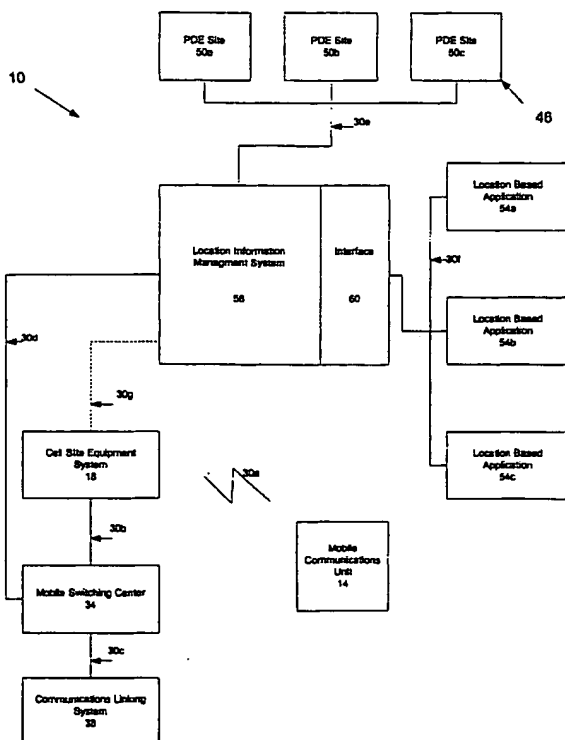 PDE Site
50a
PDE Site
50b
PDE Site
50c
10
46
30e
Location Based
Application
54a
Location Information
Managment System
58
Interface
60
30f
30d
Location Based
Application
54b
30g
Cell Site Equipment
System
18
30a
Location Based
Application
54c
30b
Mobile
Communications
Unit
14
Mobile Switching Center
34
30c
Communications Linking
System
38